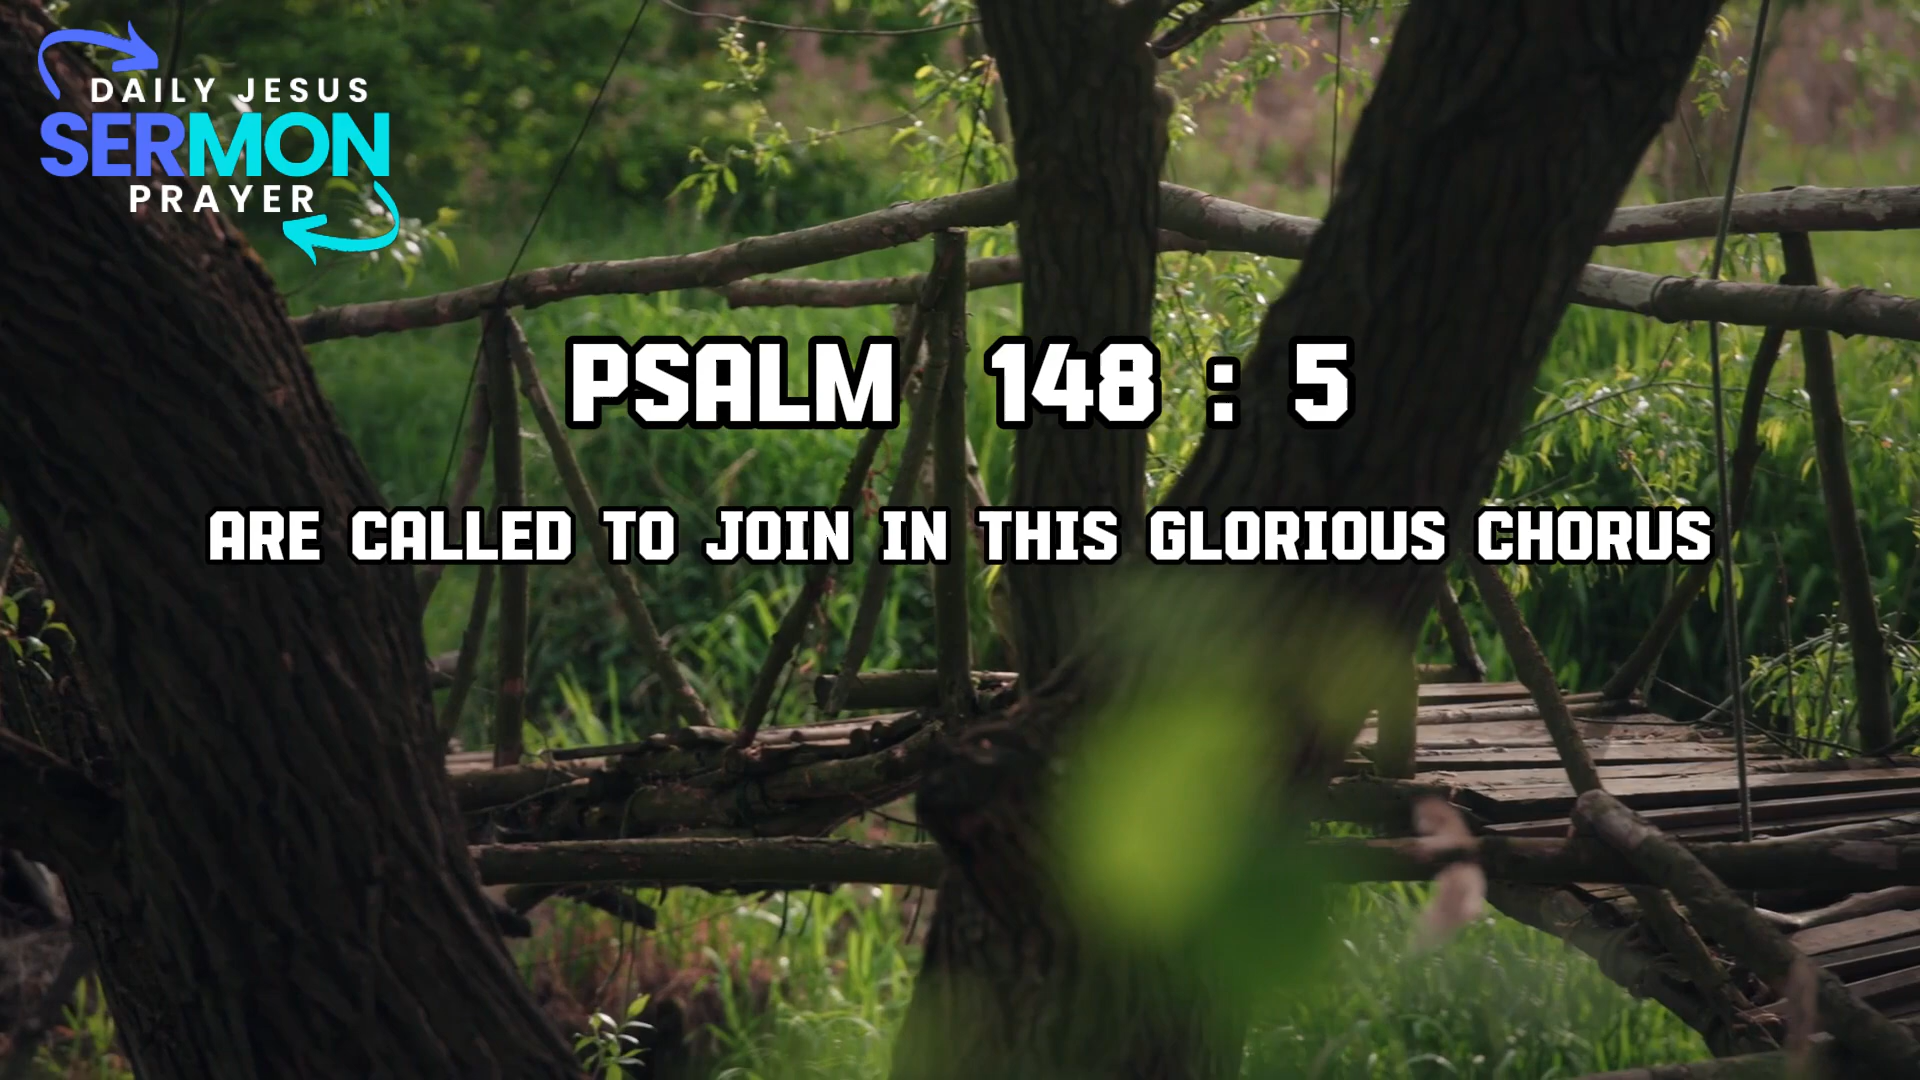 DAILY JESUS
SERMON
PRAYER
PSALM 148 : 5
ARE CALLED TO JOIN IN THIS GLORIOUS CHORUS